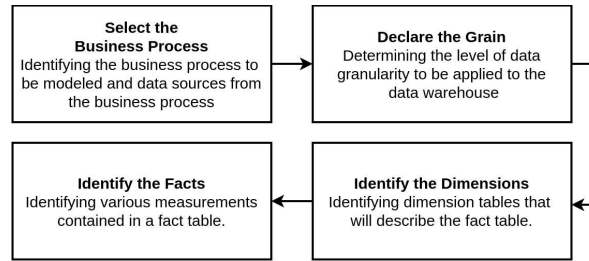 Select the
Business Process
Identifying the business process to
be modeled and data sources from
the business process
Declare the Grain
Determining the level of data
granularity to be applied to the
data warehouse
Identify the Dimensions
Identifying dimension tables that
will describe the fact table.
Identify the Facts
Identifying various measurements
contained in a fact table.